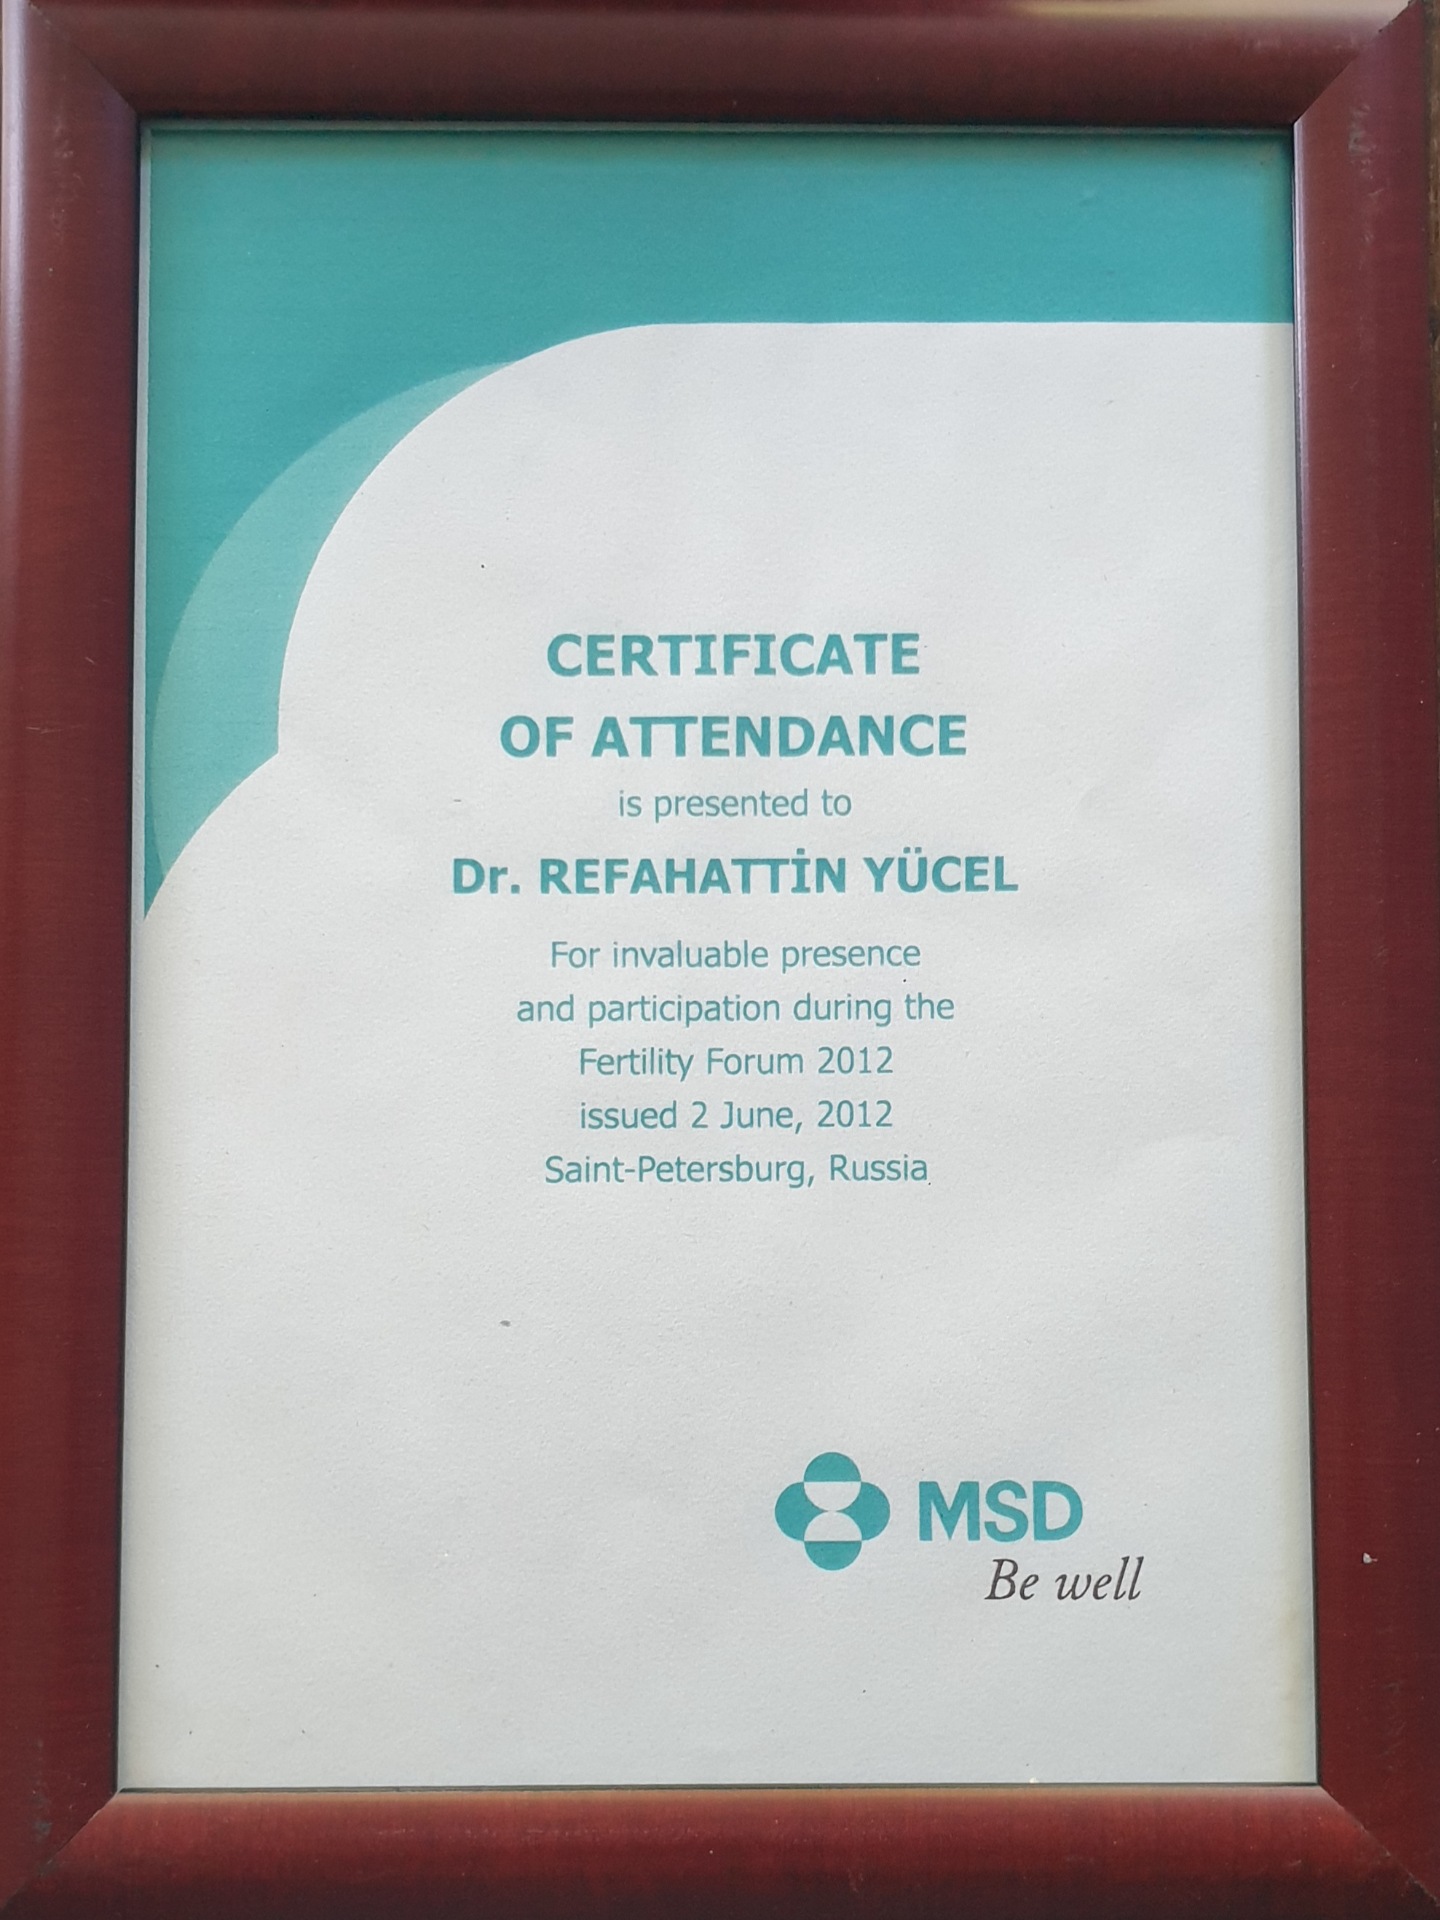 CERTIFICATE
OF ATTENDANCE
is presented to
Dr. REFAHATTİN YÜCEL
For invaluable presence
and participation during the
Fertility Forum 2012
issued 2 June, 2012
Saint-Petersburg, Russia
MSD
Be well